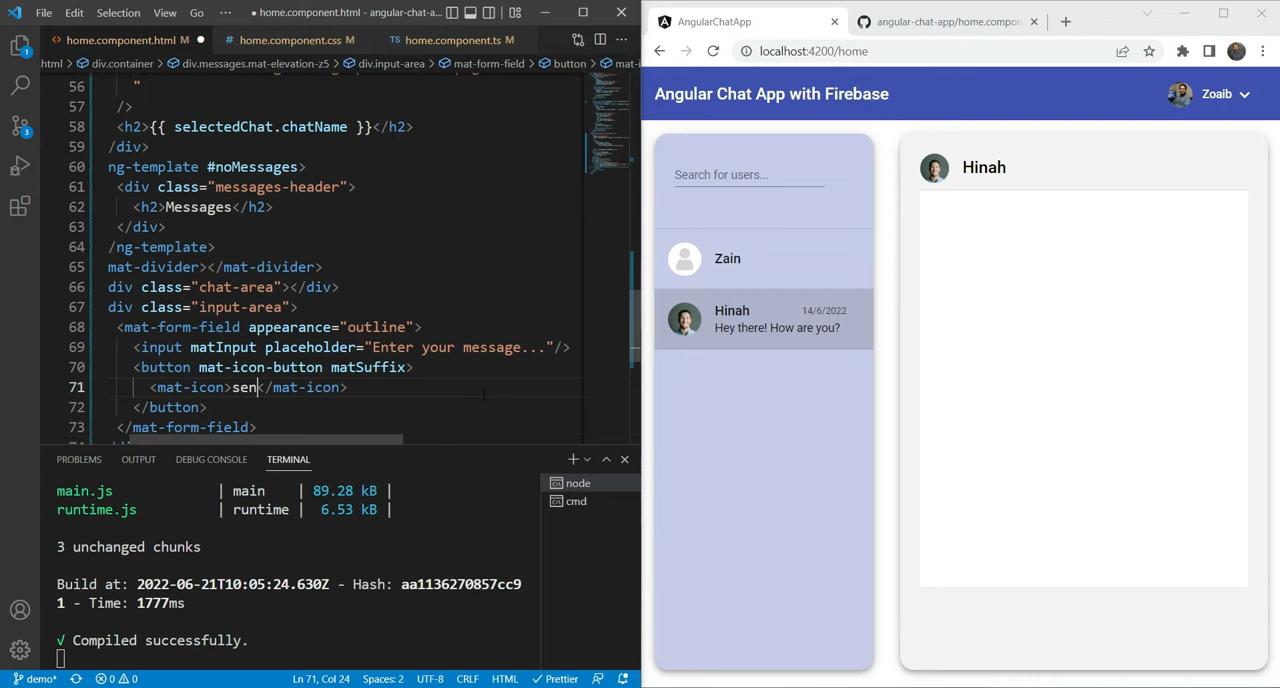 File Edit Selection View Go ··· ● home.component.html - angular-chat-a...
home.component.html M ● # home.component.css M TS home.component.ts M
html > div.container > div.messages.mat-elevation-z5 > div.input-area > mat-form-field > button > mat-i
56 "
57 />
58 <h2>{{ selectedChat.chatName }}</h2>
59 /div>
60 ng-template #noMessages>
61 <div class="messages-header">
62 <h2>Messages</h2>
63 </div>
64 /ng-template>
65 mat-divider></mat-divider>
66 div class="chat-area"></div>
67 div class="input-area">
68 <mat-form-field appearance="outline">
69 <input matInput placeholder="Enter your message..."/>
70 <button mat-icon-button matSuffix>
71 <mat-icon>sen</mat-icon>
72 </button>
73 </mat-form-field>
PROBLEMS OUTPUT DEBUG CONSOLE TERMINAL
node
cmd
main.js | main | 89.28 kB |
runtime.js | runtime | 6.53 kB |
3 unchanged chunks
Build at: 2022-06-21T10:05:24.630Z - Hash: aa1136270857cc9
1 - Time: 1777ms
√ Compiled successfully.
demo* 0 0 Ln 71, Col 24 Spaces: 2 UTF-8 CRLF HTML Prettier
1
3
AngularChatApp angular-chat-app/home.compon
localhost:4200/home
Angular Chat App with Firebase Zoaib
Search for users...
Zain
Hinah 14/6/2022
Hey there! How are you?
Hinah